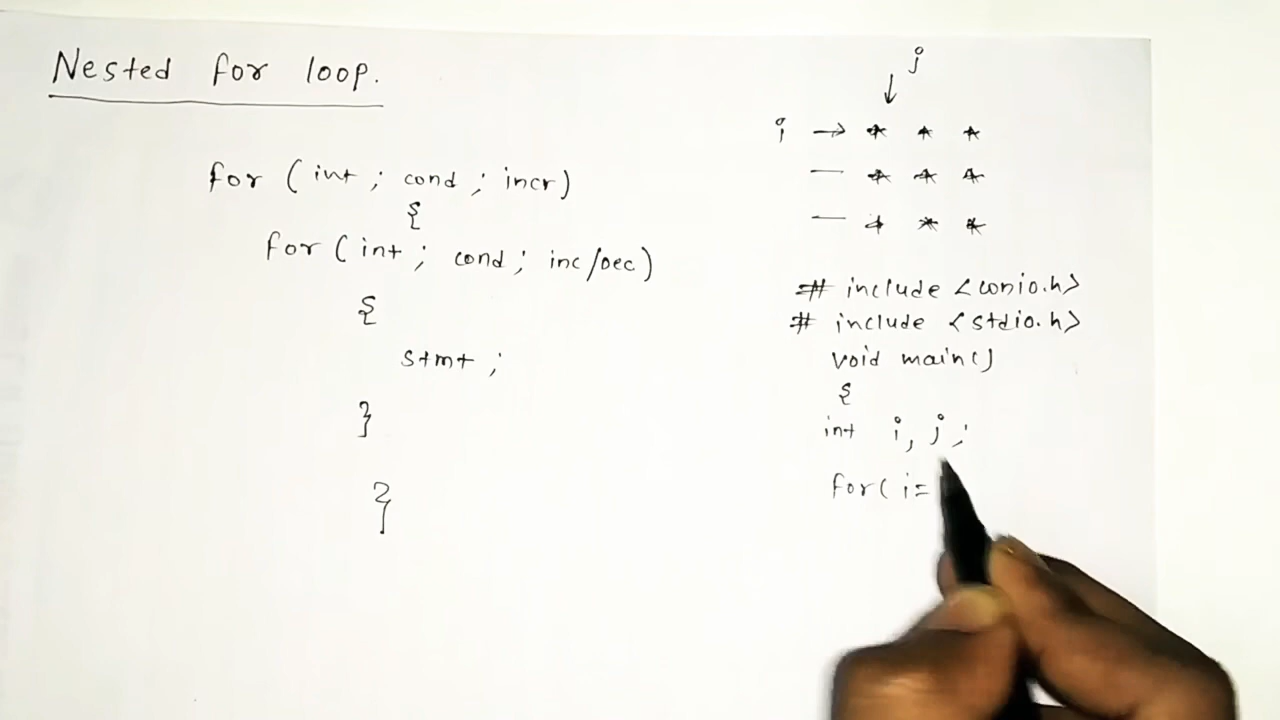 Nested for loop.
for (int ; cond ; incr)
{
for (int ; cond ; inc/Dec)
{
stmt ;
}
}
j
↓
i → * * *
— * * *
— * * *
# include <conio.h>
# include <stdio.h>
void main()
{
int i, j ;
for( i=